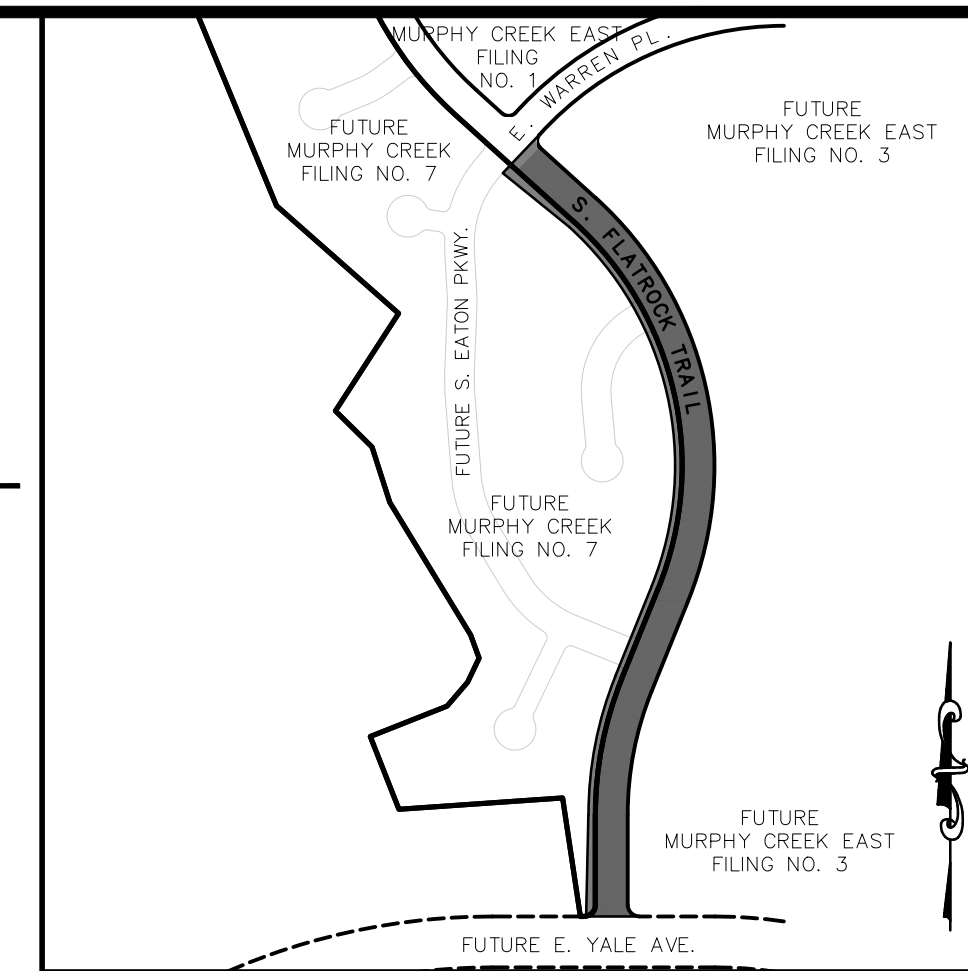 MURPHY CREEK EAST
FILING
NO. 1
E. WARREN PL.
FUTURE
MURPHY CREEK EAST
FILING NO. 3
FUTURE
MURPHY CREEK
FILING NO. 7
S. FLATROCK TRAIL
FUTURE S. EATON PKWY.
FUTURE
MURPHY CREEK
FILING NO. 7
FUTURE
MURPHY CREEK EAST
FILING NO. 3
FUTURE E. YALE AVE.